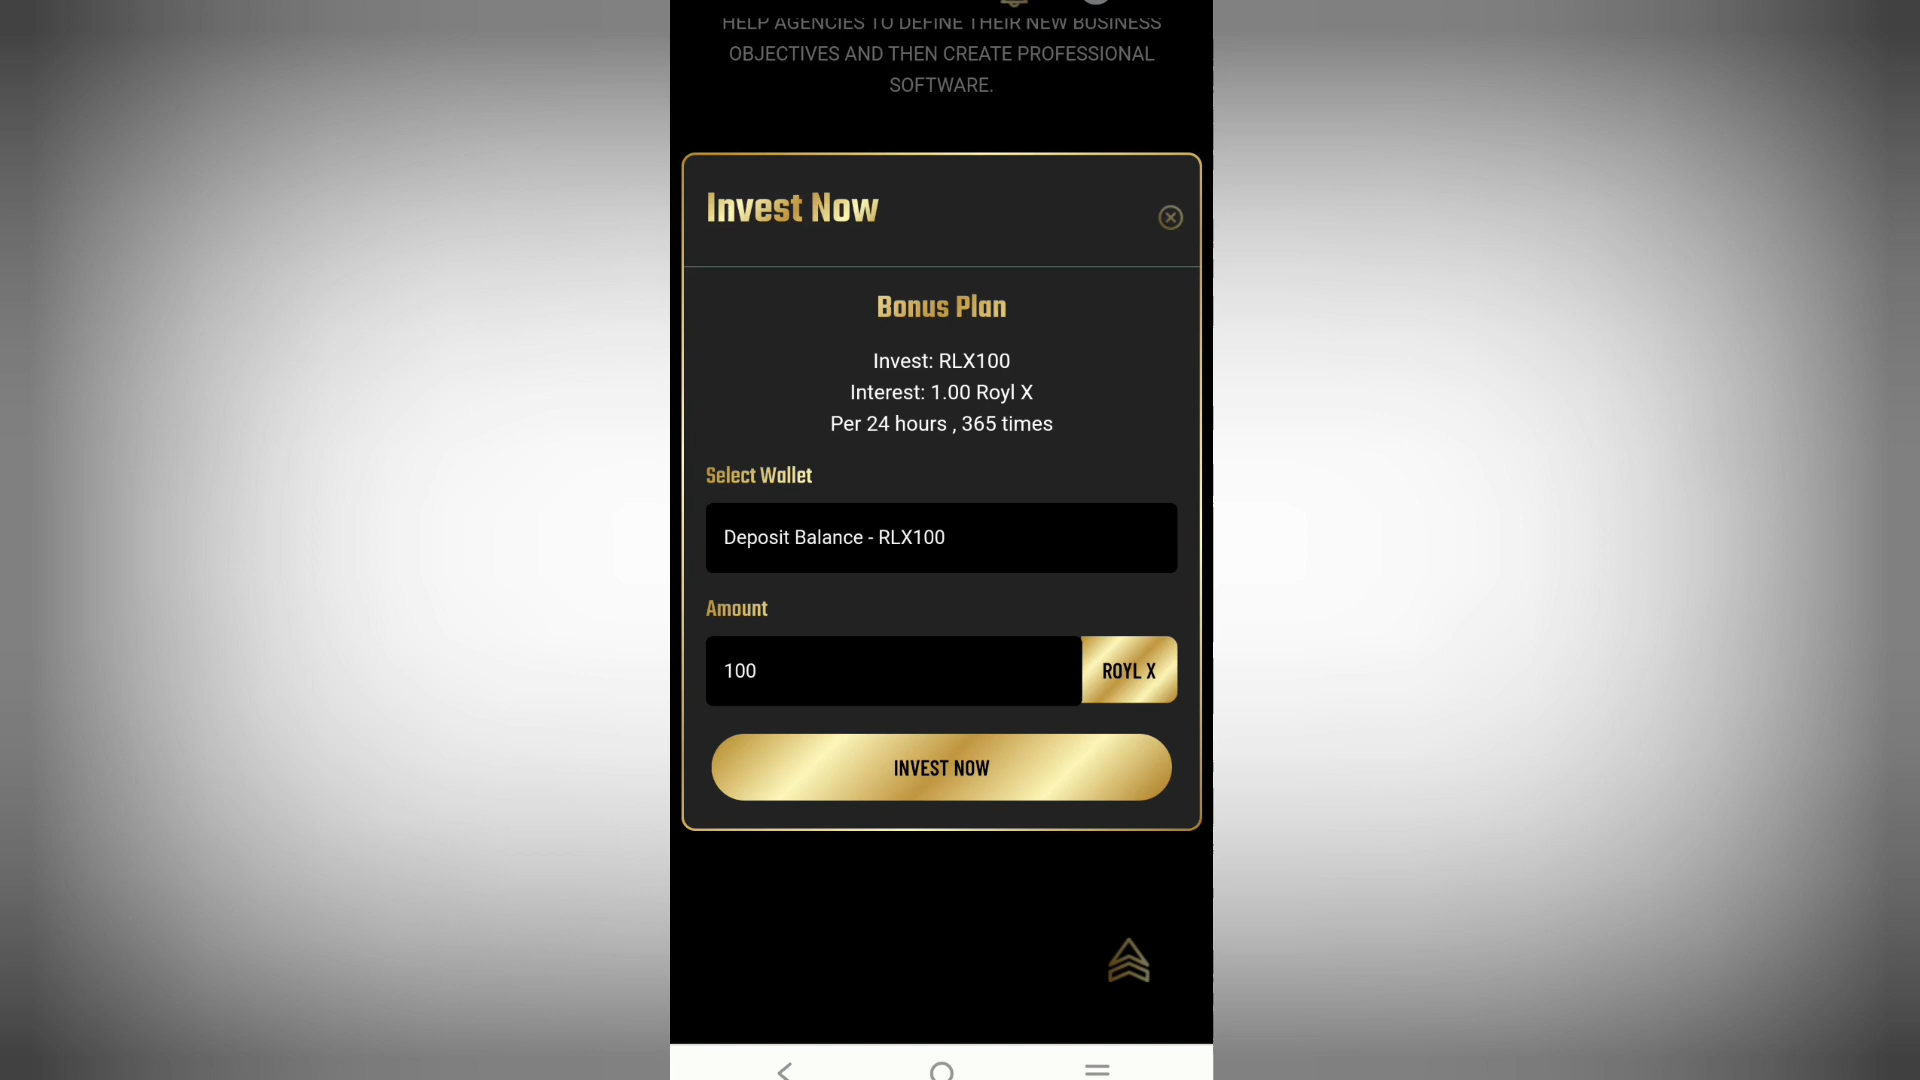 HELP AGENCIES TO DEFINE THEIR NEW BUSINESS
OBJECTIVES AND THEN CREATE PROFESSIONAL
SOFTWARE.
Invest Now
Bonus Plan
Invest: RLX100
Interest: 1.00 Royl X
Per 24 hours , 365 times
Select Wallet
Deposit Balance - RLX100
Amount
100
ROYL X
INVEST NOW